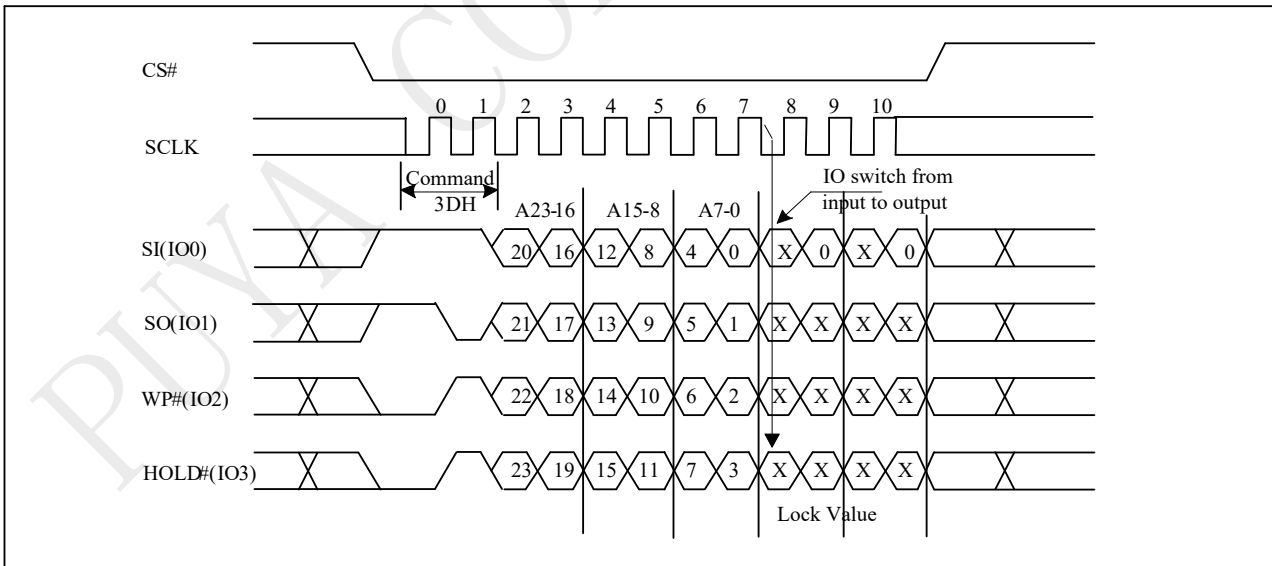 PUYA CO
CS#
0 1 2 3 4 5 6 7 8 9 10
SCLK
Command
3DH
IO switch from
input to output
A23-16 A15-8 A7-0
SI(IO0) 20 16 12 8 4 0 X 0 X 0
SO(IO1) 21 17 13 9 5 1 X X X X
WP#(IO2) 22 18 14 10 6 2 X X X X
HOLD#(IO3) 23 19 15 11 7 3 X X X X
Lock Value